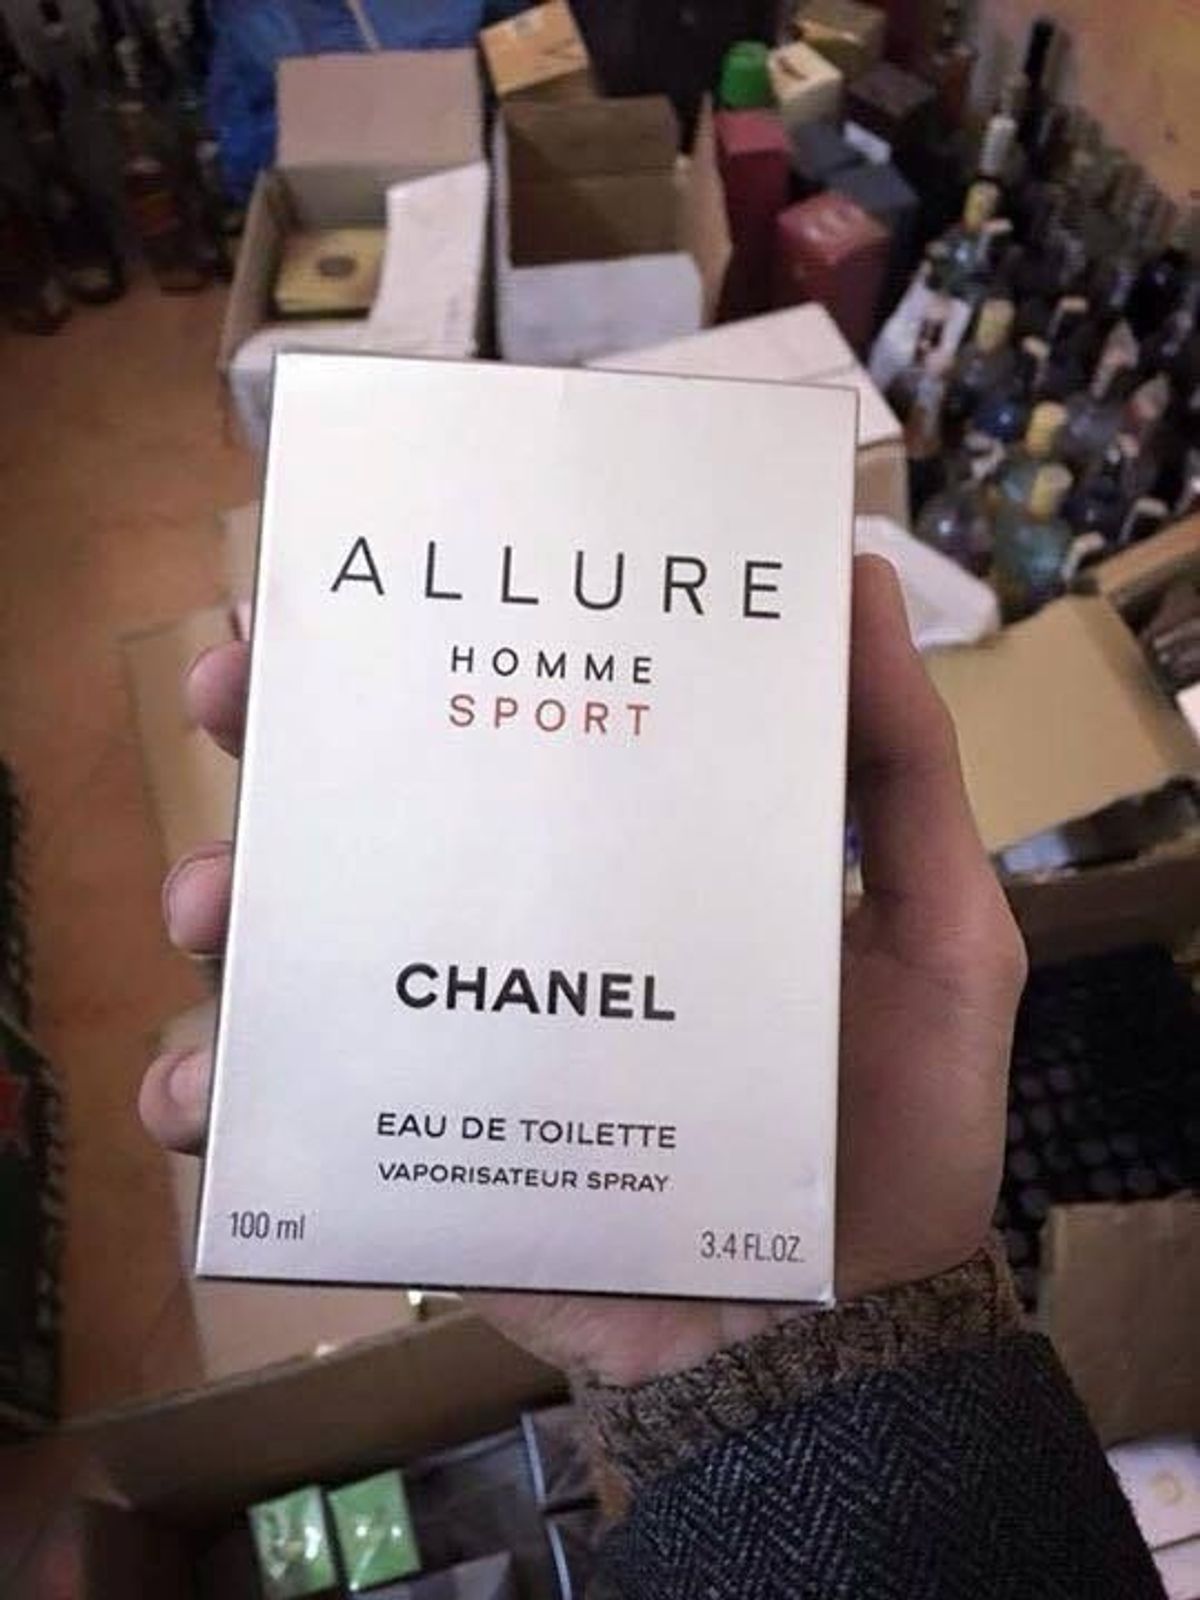 ALLURE
HOMME
SPORT
CHANEL
EAU DE TOILETTE
VAPORISATEUR SPRAY
100 ml
3.4 FL.OZ.